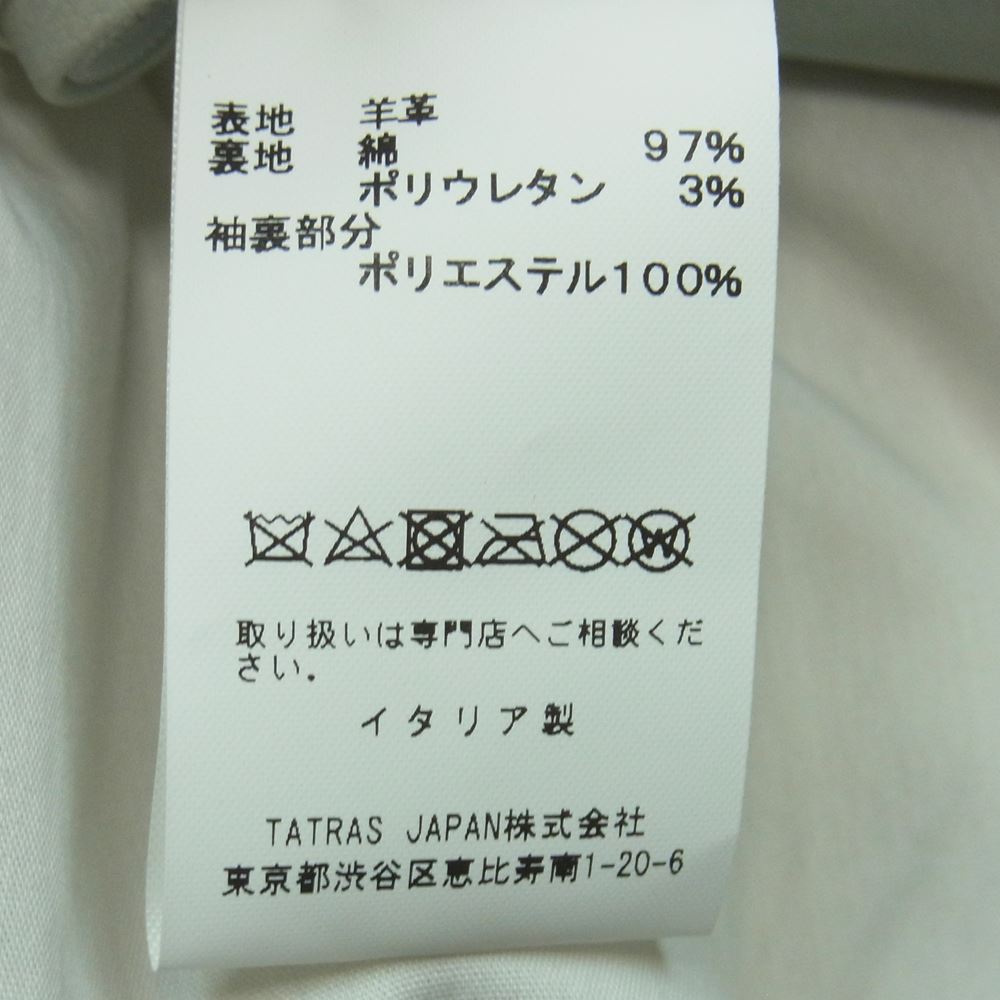 表地 羊革
裏地 綿 97%
ポリウレタン 3%
袖裏部分
ポリエステル100%
W
取り扱いは専門店へご相談くだ
さい。
イタリア製
TATRAS JAPAN株式会社
東京都渋谷区恵比寿南1-20-6